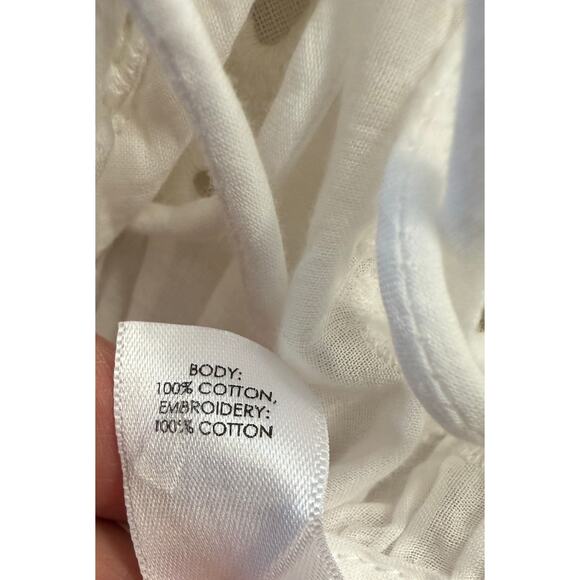 BODY:
100% COTTON,
EMBROIDERY:
100% COTTON